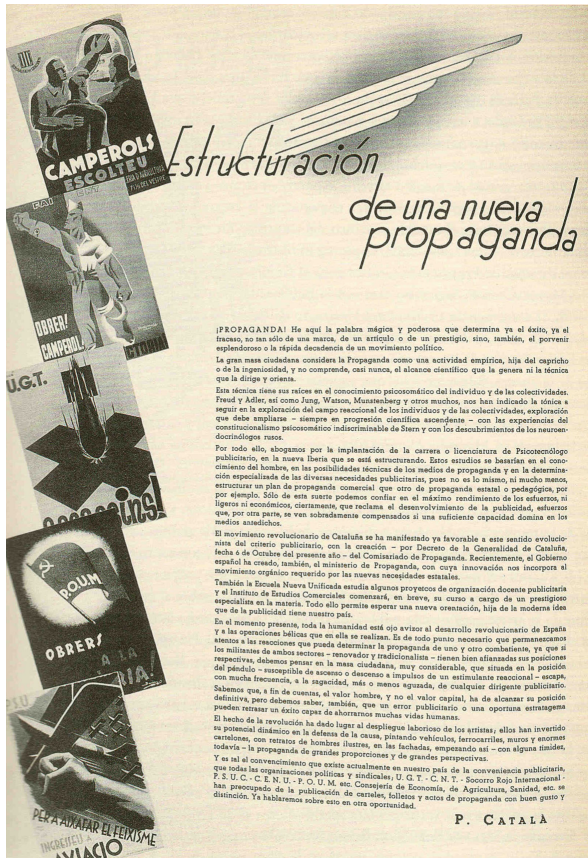 CAMPEROLS
ESCOLTEU
FAI
OBRER!
CAMPEROL
U.G.T.
P.O.U.M.
OBRERS
A LA
PER A AIXAFAR EL FEIXISME
INGRESSEU A
AVIACIO
Estructuración
de una nueva
propaganda
¡PROPAGANDA! He aquí la palabra mágica y poderosa que determina ya el éxito, ya el
fracaso, no tan sólo de una marca, de un artículo o de un prestigio, sino, también, el porvenir
esplendoroso o la rápida decadencia de un movimiento político.
La gran masa ciudadana considera la Propaganda como una actividad empírica, hija del capricho
o de la ingeniosidad, y no comprende, casi nunca, el alcance científico que la genera ni la técnica
que la dirige y orienta.
Esta técnica tiene sus raíces en el conocimiento psicosomático del individuo y de las colectividades.
Freud y Adler, así como Jung, Watson, Munstenberg y otros muchos, nos han indicado la tónica a
seguir en la exploración del campo reaccional de los individuos y de las colectividades, exploración
que debe ampliarse – siempre en progresión científica ascendente – con las experiencias del
constitucionalismo psicosomático indiscriminable de Stern y con los descubrimientos de los neuroen-
docrinólogos rusos.
Por todo ello, abogamos por la implantación de la carrera o licenciatura de Psicotecnólogo
publicitario, en la nueva Iberia que se está estructurando. Estos estudios se basarían en el cono-
cimiento del hombre, en las posibilidades técnicas de los medios de propaganda y en la determina-
ción especializada de las diversas necesidades publicitarias, pues no es lo mismo, ni mucho menos,
estructurar un plan de propaganda comercial que otro de propaganda estatal o pedagógica, por
por ejemplo. Sólo de esta suerte podemos confiar en el máximo rendimiento de los esfuerzos, ni
ligeros ni económicos, ciertamente, que reclama el desenvolvimiento de la publicidad, esfuerzos
que, por otra parte, se ven sobradamente compensados si una suficiente capacidad domina en los
medios antedichos.
El movimiento revolucionario de Cataluña se ha manifestado ya favorable a este sentido evolucio-
nista del criterio publicitario, con la creación – por Decreto de la Generalidad de Cataluña,
fecha 6 de Octubre del presente año – del Comisariado de Propaganda. Recientemente, el Gobierno
español ha creado, también, el ministerio de Propaganda, con cuya innovación nos incorpora al
movimiento orgánico requerido por las nuevas necesidades estatales.
También la Escuela Nueva Unificada estudia algunos proyectos de organización docente publicitaria
y el Instituto de Estudios Comerciales comenzará, en breve, su curso a cargo de un prestigioso
especialista en la materia. Todo ello permite esperar una nueva orentación, hija de la moderna idea
que de la publicidad tiene nuestro país.
En el momento presente, toda la humanidad está ojo avizor al desarrollo revolucionario de España
y a las operaciones bélicas que en ella se realizan. Es de todo punto necesario que permanezcamos
atentos a las reacciones que pueda determinar la propaganda de uno y otro combatiente, ya que si
los militantes de ambos sectores – renovador y tradicionalista – tienen bien afianzadas sus posiciones
respectivas, debemos pensar en la masa ciudadana, muy considerable, que situada en la posición
del péndulo – susceptible de ascenso o descenso a impulsos de un estimulante reaccional – escapa,
con mucha frecuencia, a la sagacidad, más o menos aguzada, de cualquier dirigente publicitario.
Sabemos que, a fin de cuentas, el valor hombre, y no el valor capital, ha de alcanzar su posición
definitiva, pero debemos saber, también, que un error publicitario o una oportuna estratagema
pueden retrasar un éxito capaz de ahorrarnos muchas vidas humanas.
El hecho de la revolución ha dado lugar al despliegue laborioso de los artistas; ellos han invertido
su potencial dinámico en la defensa de la causa, pintando vehículos, ferrocarriles, muros y enormes
cartelones, con retratos de hombres ilustres, en las fachadas, empezando así – con alguna timidez,
todavía – la propaganda de grandes proporciones y de grandes perspectivas.
Y es tal el convencimiento que existe actualmente en nuestro país de la conveniencia publicitaria,
que todas las organizaciones políticas y sindicales; U. G. T. - C. N. T. - Socorro Rojo Internacional -
P. S. U. C. - C. E. N. U. - P. O. U. M. etc. Consejería de Economía, de Agricultura, Sanidad, etc. se
han preocupado de la publicación de carteles, folletos y actos de propaganda con buen gusto y
distinción. Ya hablaremos sobre esto en otra oportunidad.
P. CATALÀ